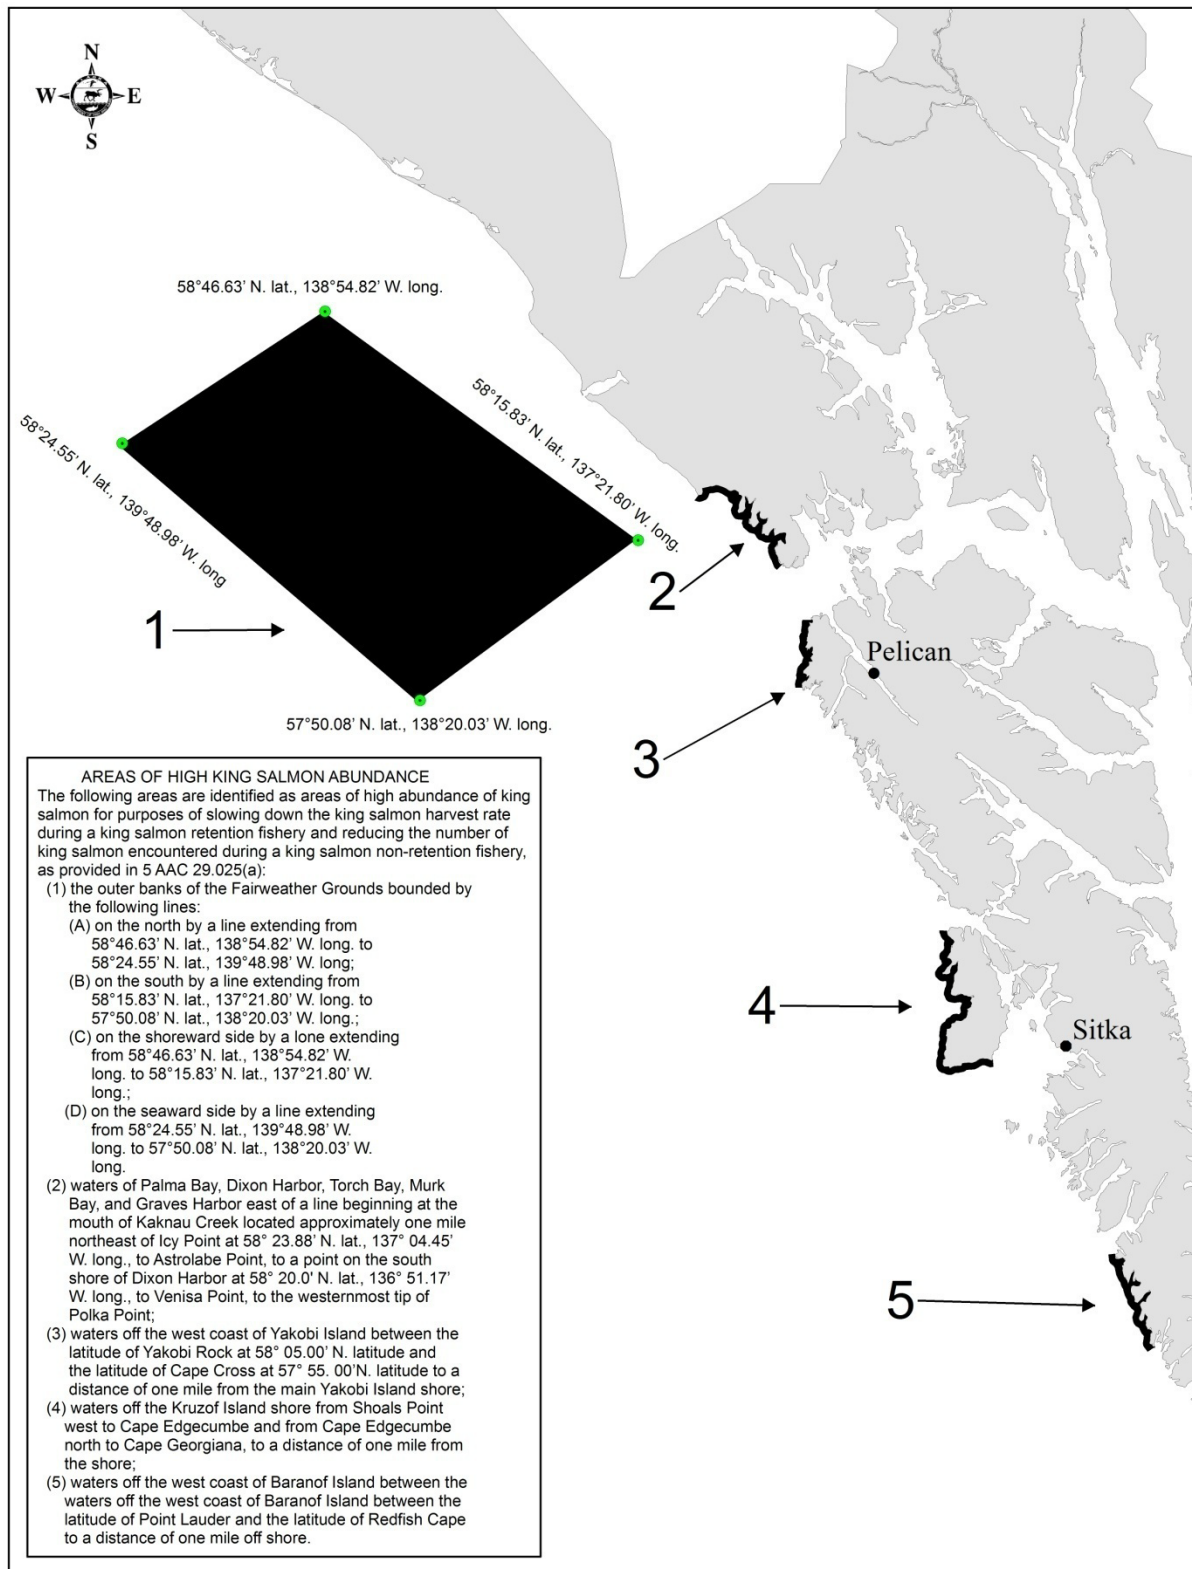 N
W
E
S
58°46.63' N. lat., 138°54.82' W. long.
58°15.83' N. lat., 137°21.80' W. long.
58°24.55' N. lat., 139°48.98' W. long
57°50.08' N. lat., 138°20.03' W. long.
1
2
Pelican
3
4
Sitka
5
AREAS OF HIGH KING SALMON ABUNDANCE
The following areas are identified as areas of high abundance of king
salmon for purposes of slowing down the king salmon harvest rate
during a king salmon retention fishery and reducing the number of
king salmon encountered during a king salmon non-retention fishery,
as provided in 5 AAC 29.025(a):
(1) the outer banks of the Fairweather Grounds bounded by
the following lines:
(A) on the north by a line extending from
58°46.63' N. lat., 138°54.82' W. long. to
58°24.55' N. lat., 139°48.98' W. long;
(B) on the south by a line extending from
58°15.83' N. lat., 137°21.80' W. long. to
57°50.08' N. lat., 138°20.03' W. long.;
(C) on the shoreward side by a lone extending
from 58°46.63' N. lat., 138°54.82' W.
long. to 58°15.83' N. lat., 137°21.80' W.
long.;
(D) on the seaward side by a line extending
from 58°24.55' N. lat., 139°48.98' W.
long. to 57°50.08' N. lat., 138°20.03' W.
long.
(2) waters of Palma Bay, Dixon Harbor, Torch Bay, Murk
Bay, and Graves Harbor east of a line beginning at the
mouth of Kaknau Creek located approximately one mile
northeast of Icy Point at 58° 23.88' N. lat., 137° 04.45'
W. long., to Astrolabe Point, to a point on the south
shore of Dixon Harbor at 58° 20.0' N. lat., 136° 51.17'
W. long., to Venisa Point, to the westernmost tip of
Polka Point;
(3) waters off the west coast of Yakobi Island between the
latitude of Yakobi Rock at 58° 05.00' N. latitude and
the latitude of Cape Cross at 57° 55. 00'N. latitude to a
distance of one mile from the main Yakobi Island shore;
(4) waters off the Kruzof Island shore from Shoals Point
west to Cape Edgecumbe and from Cape Edgecumbe
north to Cape Georgiana, to a distance of one mile from
the shore;
(5) waters off the west coast of Baranof Island between the
waters off the west coast of Baranof Island between the
latitude of Point Lauder and the latitude of Redfish Cape
to a distance of one mile off shore.